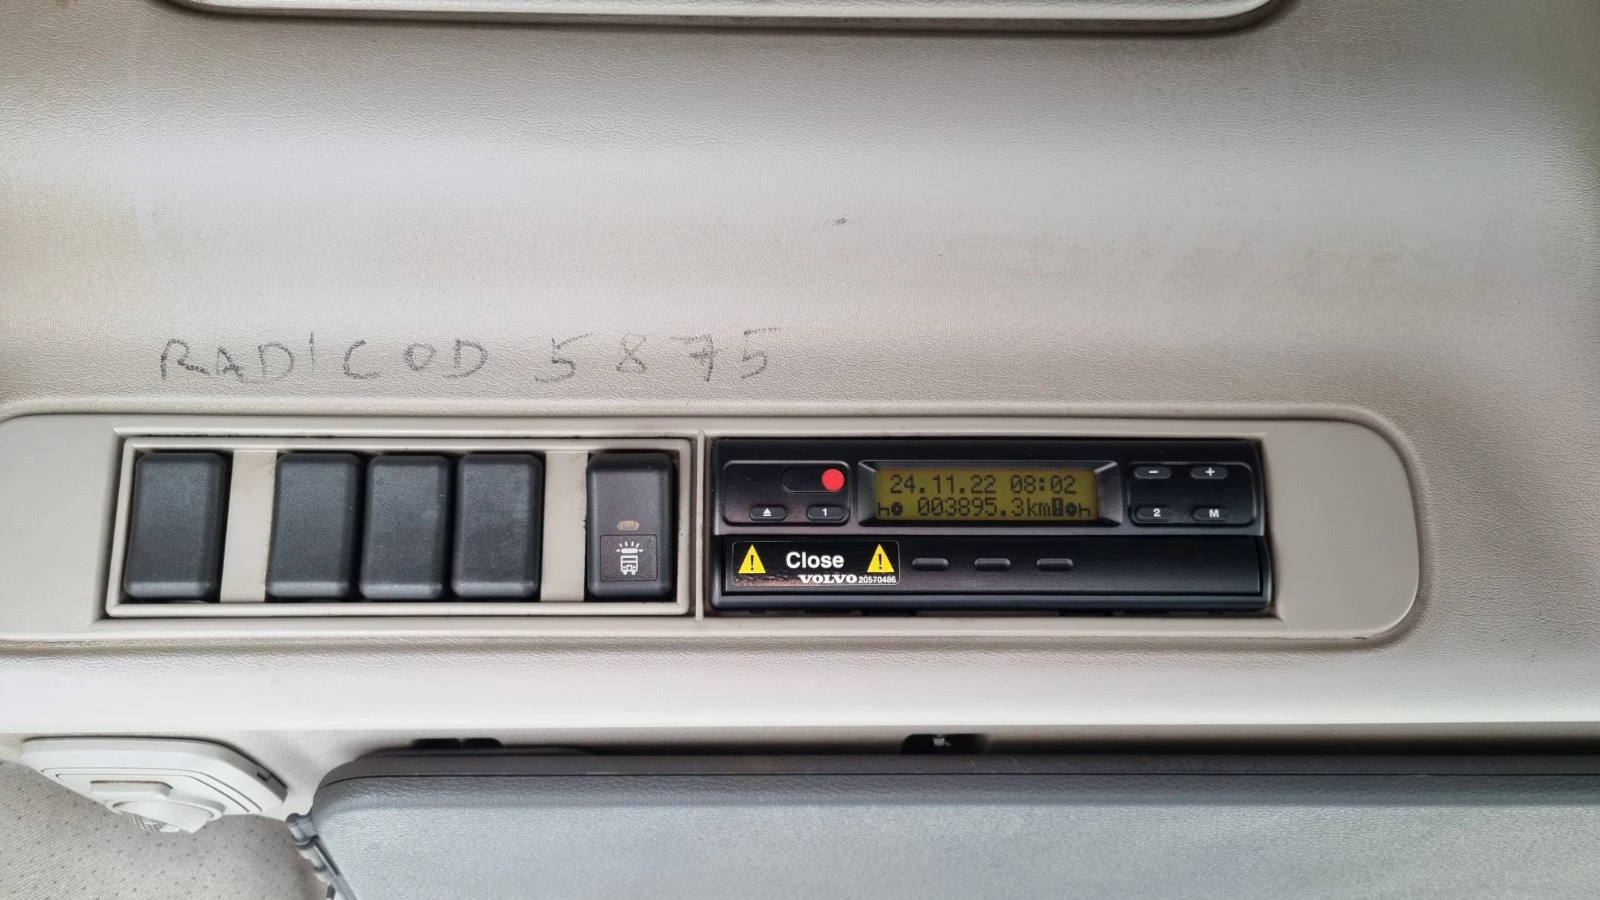 RADICOD 5875
24.11.22 08:02
003895.3km
1
2
M
- +
Close
VOLVO 20570486